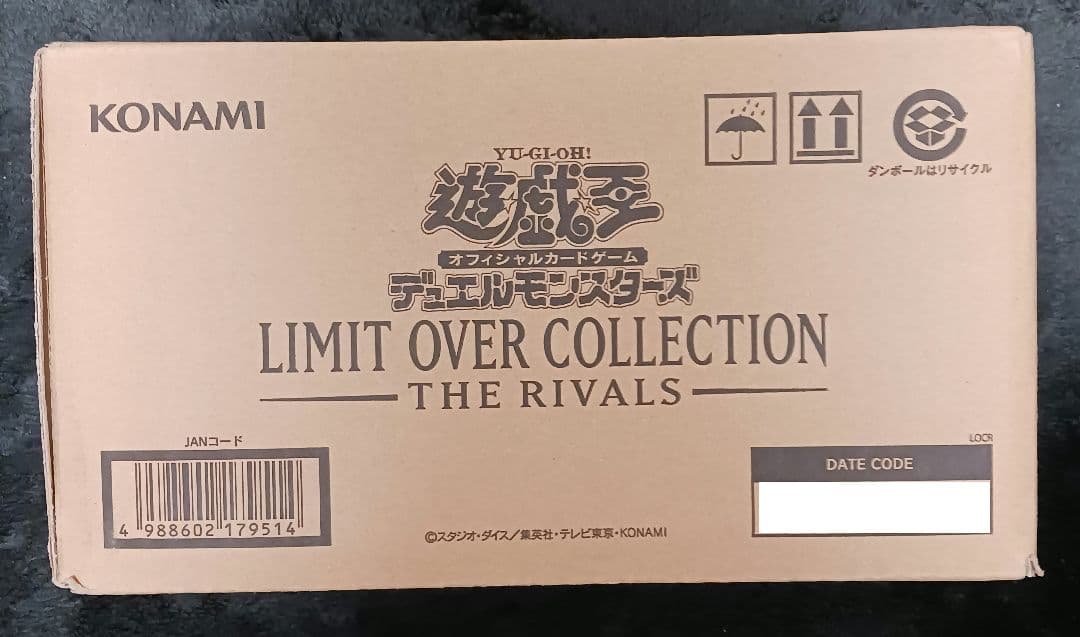 KONAMI
ダンボールはリサイクル
YU-GI-OH!
遊戯王
オフィシャルカードゲーム
デュエルモンスターズ
LIMIT OVER COLLECTION
THE RIVALS
JANコード
4 988602 179514
©スタジオ・ダイス/集英社・テレビ東京・KONAMI
LOCR
DATE CODE